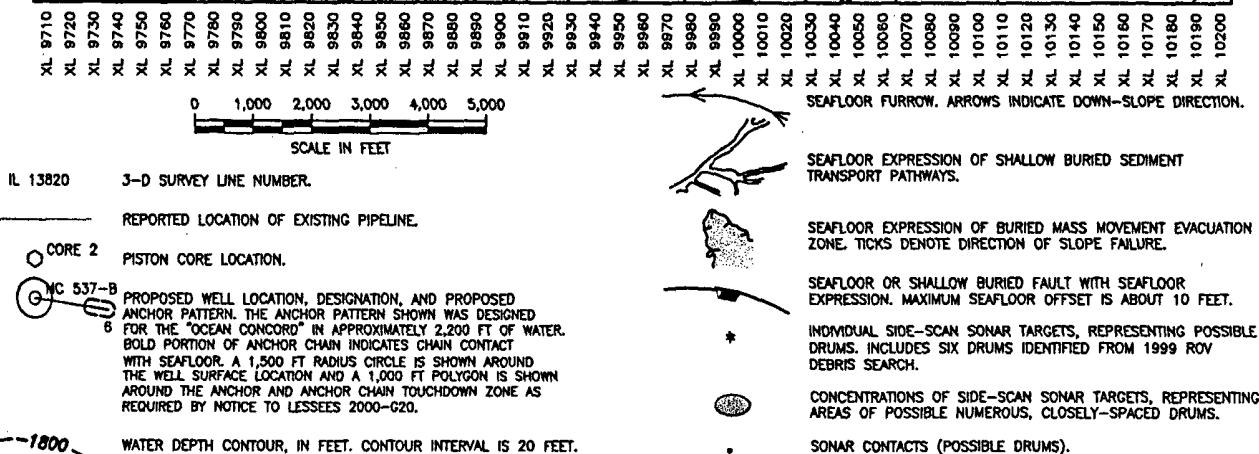 XL 9710
XL 9720
XL 9730
XL 9740
XL 9750
XL 9760
XL 9770
XL 9780
XL 9790
XL 9800
XL 9810
XL 9820
XL 9830
XL 9840
XL 9850
XL 9860
XL 9870
XL 9880
XL 9890
XL 9900
XL 9910
XL 9920
XL 9930
XL 9940
XL 9950
XL 9960
XL 9970
XL 9980
XL 9990
XL 10000
XL 10010
XL 10020
XL 10030
XL 10040
XL 10050
XL 10060
XL 10070
XL 10080
XL 10090
XL 10100
XL 10110
XL 10120
XL 10130
XL 10140
XL 10150
XL 10160
XL 10170
XL 10180
XL 10190
XL 10200
0 1,000 2,000 3,000 4,000 5,000
SCALE IN FEET
IL 13820 3-D SURVEY LINE NUMBER.
REPORTED LOCATION OF EXISTING PIPELINE.
CORE 2 PISTON CORE LOCATION.
MC 537-B
6
PROPOSED WELL LOCATION, DESIGNATION, AND PROPOSED
ANCHOR PATTERN. THE ANCHOR PATTERN SHOWN WAS DESIGNED
FOR THE "OCEAN CONCORD" IN APPROXIMATELY 2,200 FT OF WATER.
BOLD PORTION OF ANCHOR CHAIN INDICATES CHAIN CONTACT
WITH SEAFLOOR. A 1,500 FT RADIUS CIRCLE IS SHOWN AROUND
THE WELL SURFACE LOCATION AND A 1,000 FT POLYGON IS SHOWN
AROUND THE ANCHOR AND ANCHOR CHAIN TOUCHDOWN ZONE AS
REQUIRED BY NOTICE TO LESSEES 2000-G20.
1800 WATER DEPTH CONTOUR, IN FEET. CONTOUR INTERVAL IS 20 FEET.
SEAFLOOR FURROW. ARROWS INDICATE DOWN-SLOPE DIRECTION.
SEAFLOOR EXPRESSION OF SHALLOW BURIED SEDIMENT
TRANSPORT PATHWAYS.
SEAFLOOR EXPRESSION OF BURIED MASS MOVEMENT EVACUATION
ZONE. TICKS DENOTE DIRECTION OF SLOPE FAILURE.
SEAFLOOR OR SHALLOW BURIED FAULT WITH SEAFLOOR
EXPRESSION. MAXIMUM SEAFLOOR OFFSET IS ABOUT 10 FEET.
INDIVIDUAL SIDE-SCAN SONAR TARGETS, REPRESENTING POSSIBLE
DRUMS. INCLUDES SIX DRUMS IDENTIFIED FROM 1999 ROV
DEBRIS SEARCH.
CONCENTRATIONS OF SIDE-SCAN SONAR TARGETS, REPRESENTING
AREAS OF POSSIBLE NUMEROUS, CLOSELY-SPACED DRUMS.
SONAR CONTACTS (POSSIBLE DRUMS).